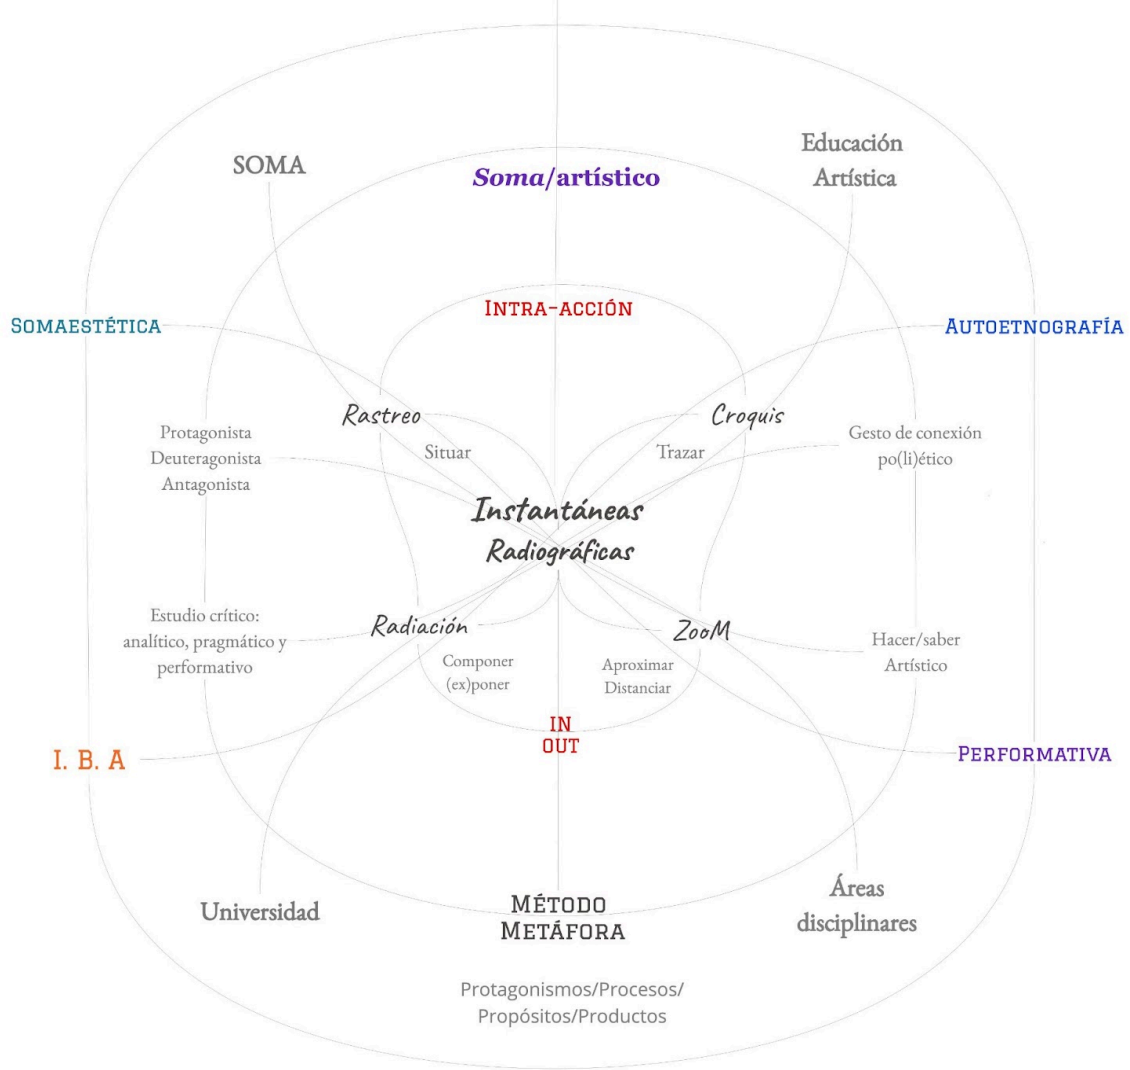 Educación
Artística
SOMA
Soma/artístico
INTRA-ACCIÓN
SOMAESTÉTICA
AUTOETNOGRAFÍA
Rastreo
Croquis
Protagonista
Deuteragonista
Antagonista
Situar
Trazar
Gesto de conexión
po(li)ético
Instantáneas
Radiográficas
Estudio crítico:
analítico, pragmático y
performativo
Radiación
ZooM
Hacer/saber
Artístico
Componer
(ex)poner
Aproximar
Distanciar
IN
OUT
I. B. A
PERFORMATIVA
Universidad
MÉTODO
METÁFORA
Áreas
disciplinares
Protagonismos/Procesos/
Propósitos/Productos